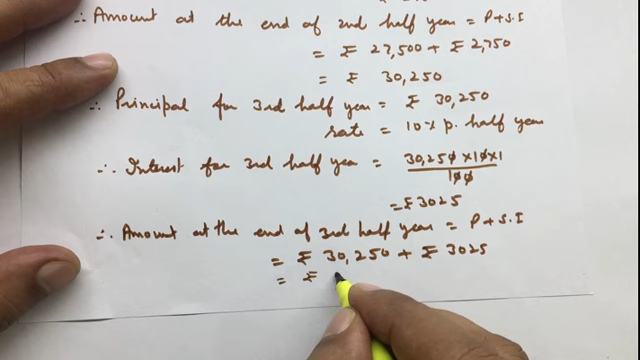 ∴ Amount at the end of 2nd half year = P+S.I
= ₹ 27,500 + ₹ 2,750
= ₹ 30,250
∴ Principal for 3rd half year = ₹ 30,250
rate = 10% p. half year
∴ Interest for 3rd half year = 30,250 × 10 × 1
100
= ₹ 3025
∴ Amount at the end of 3rd half year = P + S.I
= ₹ 30,250 + ₹ 3025
= ₹